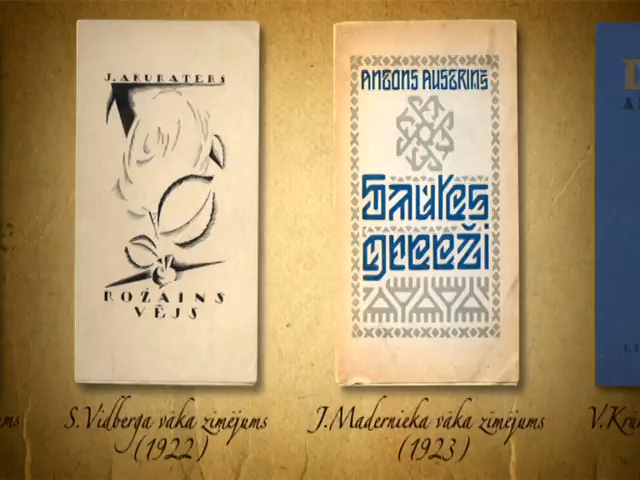 J. AKURATERS
ROŽAINS
VĒJS
ANTONS AUSTRIŅŠ
Saules
greeži
S.Vidberga vāka zīmējums
(1922)
J.Madernieka vāka zīmējums
(1923)